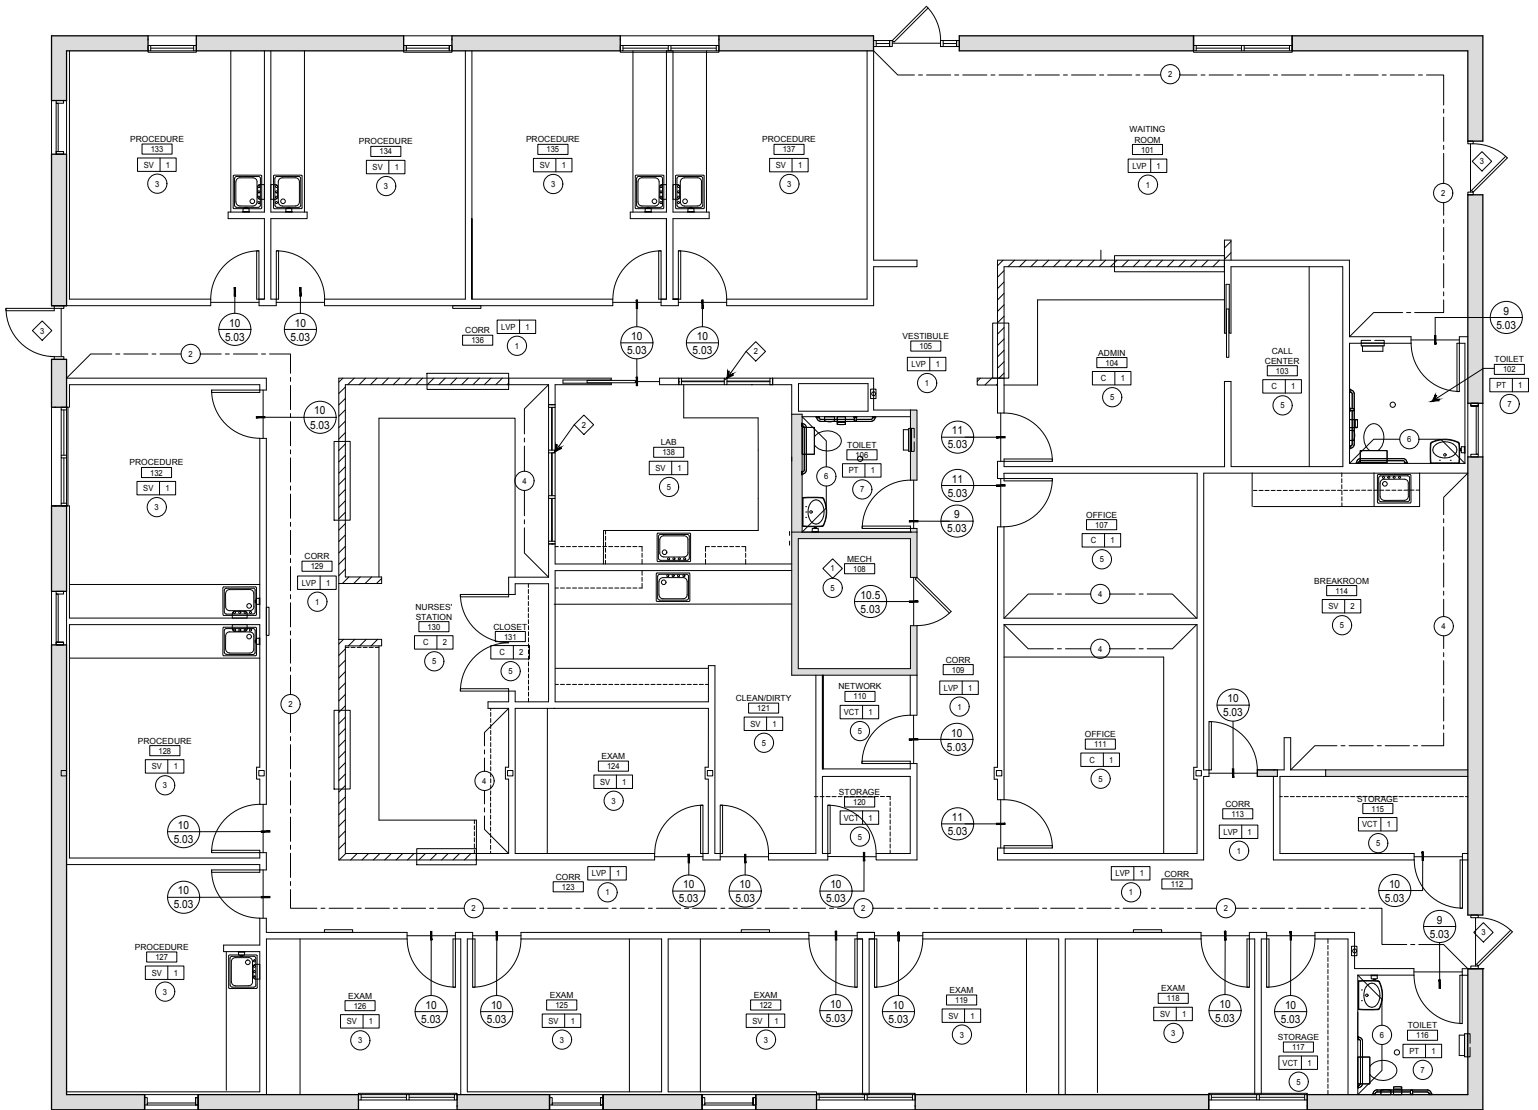 2
PROCEDURE
133
SV 1
3
PROCEDURE
134
SV 1
3
PROCEDURE
135
SV 1
3
PROCEDURE
137
SV 1
3
WAITING
ROOM
101
LVP 1
1
3
2
10
5.03
10
5.03
10
5.03
10
5.03
3
2
CORR
136
LVP 1
1
2
VESTIBULE
105
LVP 1
1
ADMIN
104
C 1
5
CALL
CENTER
103
C 1
5
9
5.03
TOILET
102
PT 1
7
6
10
5.03
2
PROCEDURE
132
SV 1
3
4
LAB
138
SV 1
5
TOILET
106
PT 1
7
6
11
5.03
11
5.03
9
5.03
OFFICE
107
C 1
5
4
CORR
129
LVP 1
1
MECH
108
1
5
10.5
5.03
BREAKROOM
114
SV 2
5
4
NURSES'
STATION
130
C 2
5
CLOSET
131
C 2
5
4
2
CLEAN/DIRTY
121
SV 1
5
NETWORK
110
VCT 1
5
CORR
109
LVP 1
1
10
5.03
10
5.03
OFFICE
111
C 1
5
PROCEDURE
128
SV 1
3
EXAM
124
SV 1
3
4
STORAGE
120
VCT 1
5
11
5.03
CORR
113
LVP 1
1
STORAGE
115
VCT 1
5
10
5.03
10
5.03
CORR
123
LVP 1
1
10
5.03
10
5.03
10
5.03
LVP 1
1
CORR
112
10
5.03
2
2
2
9
5.03
3
PROCEDURE
127
SV 1
3
EXAM
126
SV 1
3
10
5.03
10
5.03
EXAM
125
SV 1
3
EXAM
122
SV 1
3
10
5.03
10
5.03
EXAM
119
SV 1
3
EXAM
118
SV 1
3
10
5.03
10
5.03
STORAGE
117
VCT 1
5
6
TOILET
116
PT 1
7